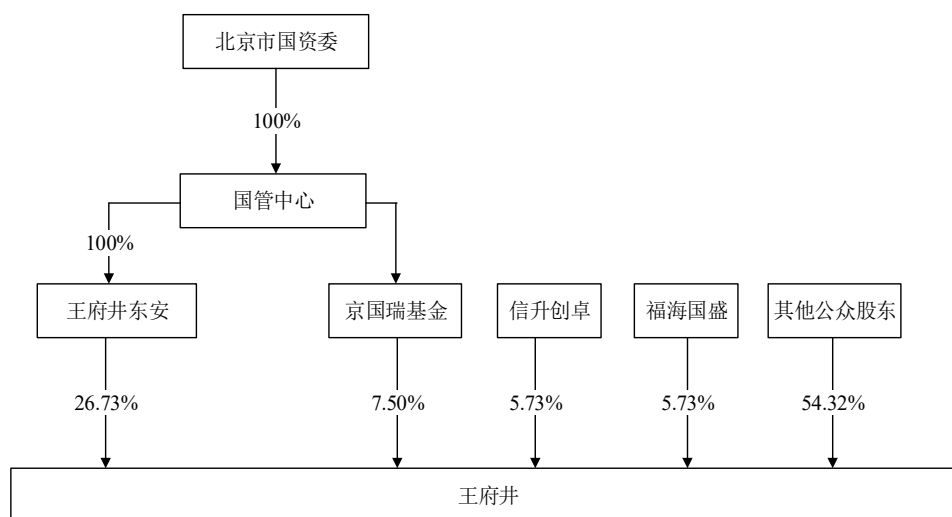 北京市国资委
100%
国管中心
100%
王府井东安
京国瑞基金
信升创卓
福海国盛
其他公众股东
26.73%
7.50%
5.73%
5.73%
54.32%
王府井